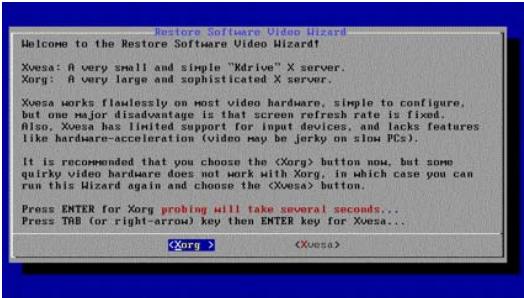 Restore Software Video Wizard
Welcome to the Restore Software Video Wizard!
Xvesa: A very small and simple "Kdrive" X server.
Xorg: A very large and sophisticated X server.
Xvesa works flawlessly on most video hardware, simple to configure,
but one major disadvantage is that screen refresh rate is fixed.
Also, Xvesa has limited support for input devices, and lacks features
like hardware-acceleration (video may be jerky on slow PCs).
It is recommended that you choose the <Xorg> button now, but some
quirky video hardware does not work with Xorg, in which case you can
run this Wizard again and choose the <Xvesa> button.
Press ENTER for Xorg probing will take several seconds...
Press TAB (or right-arrow) key then ENTER key for Xvesa...
<Xorg > <Xvesa>